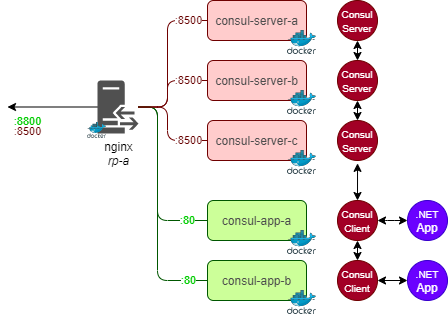 :8500
consul-server-a
docker
Consul
Server
:8500
consul-server-b
docker
Consul
Server
:8800
:8500
docker
nginx
rp-a
:8500
consul-server-c
docker
Consul
Server
:80
consul-app-a
docker
Consul
Client
.NET
App
:80
consul-app-b
docker
Consul
Client
.NET
App